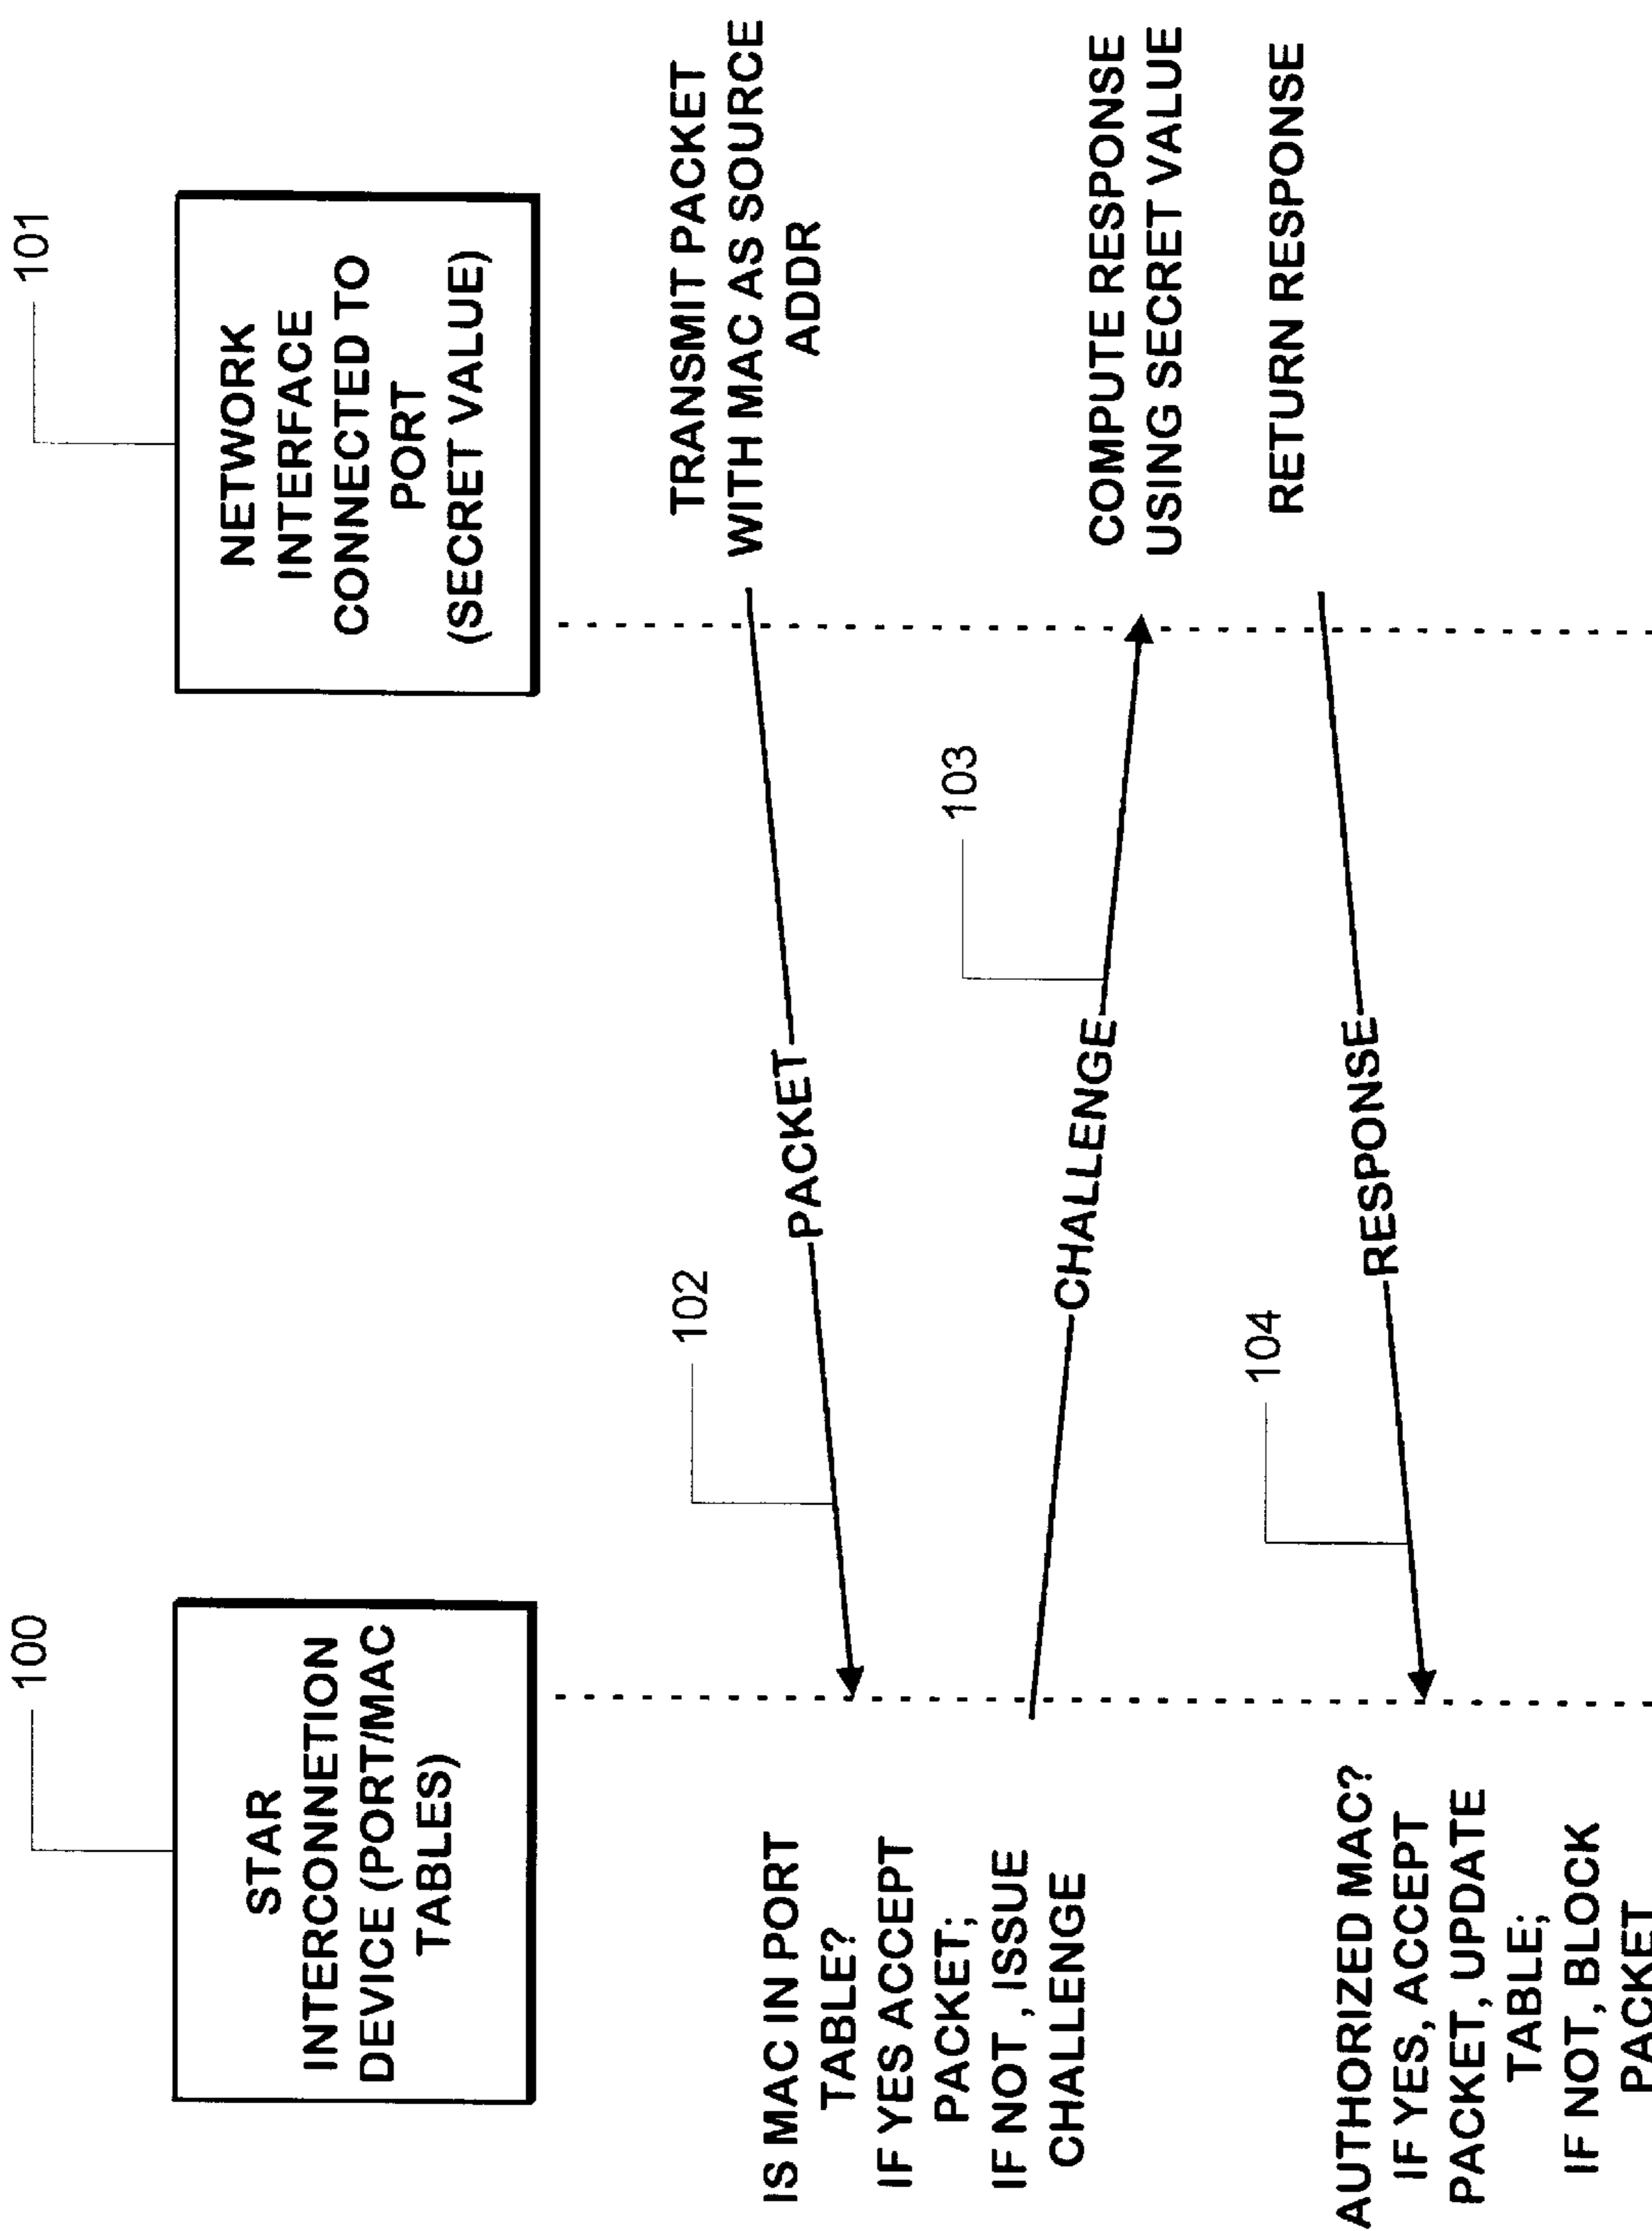 100
STAR
INTERCONNETION
DEVICE (PORT/MAC
TABLES)
101
NETWORK
INTERFACE
CONNECTED TO
PORT
(SECRET VALUE)
TRANSMIT PACKET
WITH MAC AS SOURCE
ADDR
102
PACKET
IS MAC IN PORT
TABLE?
IF YES ACCEPT
PACKET;
IF NOT, ISSUE
CHALLENGE
103
CHALLENGE
COMPUTE RESPONSE
USING SECRET VALUE
RETURN RESPONSE
104
RESPONSE
AUTHORIZED MAC?
IF YES, ACCEPT
PACKET, UPDATE
TABLE;
IF NOT, BLOCK
PACKET